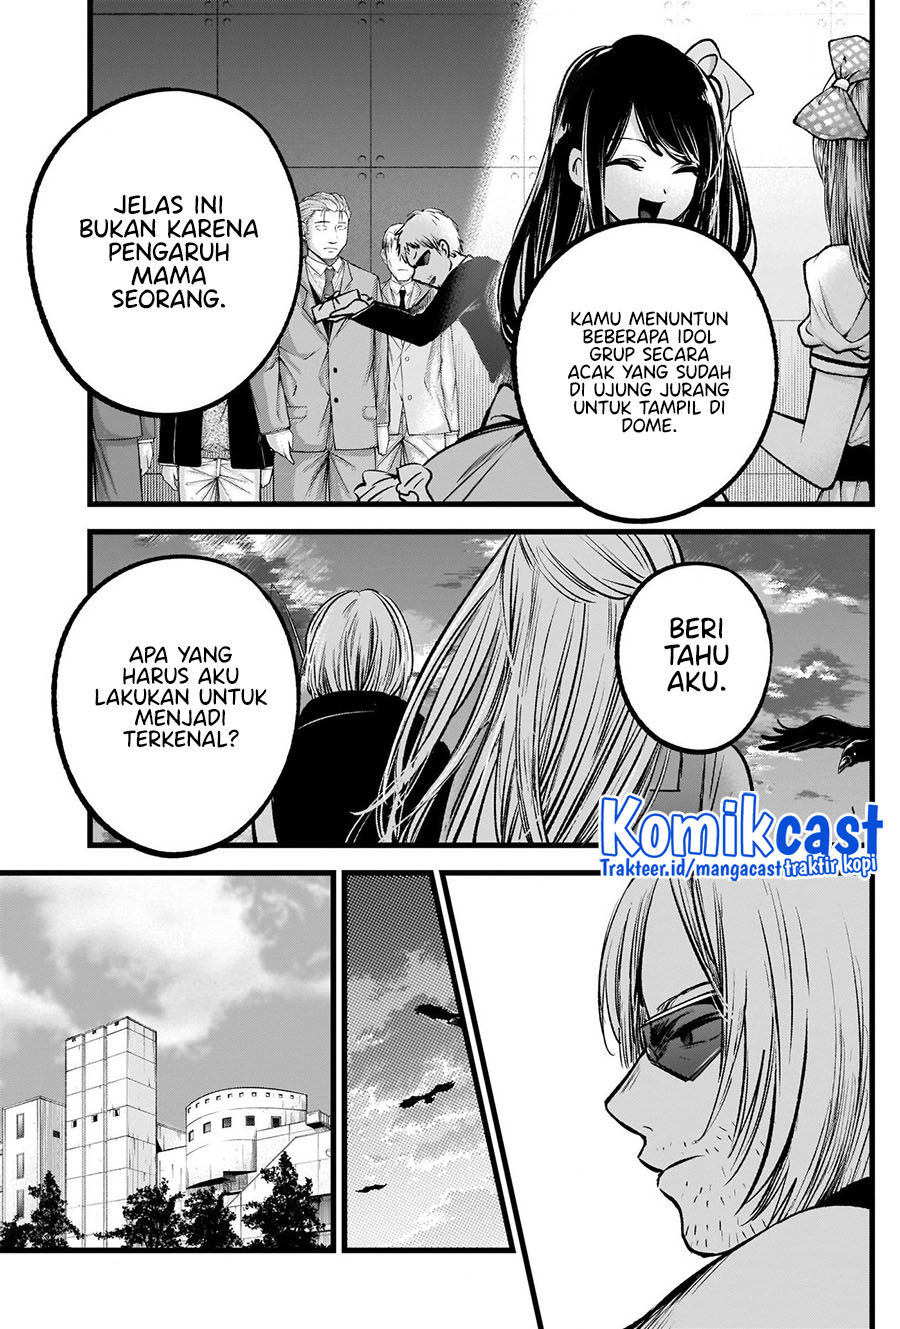 KAMU MENUNTUN
BEBERAPA IDOL
GRUP SECARA
ACAK YANG SUDAH
DI UJUNG JURANG
UNTUK TAMPIL DI
DOME.
JELAS INI
BUKAN KARENA
PENGARUH
MAMA
SEORANG.
BERI
TAHU
AKU.
APA YANG
HARUS AKU
LAKUKAN UNTUK
MENJADI
TERKENAL?
Komikcast
Trakteer.id/mangacast traktir kopi